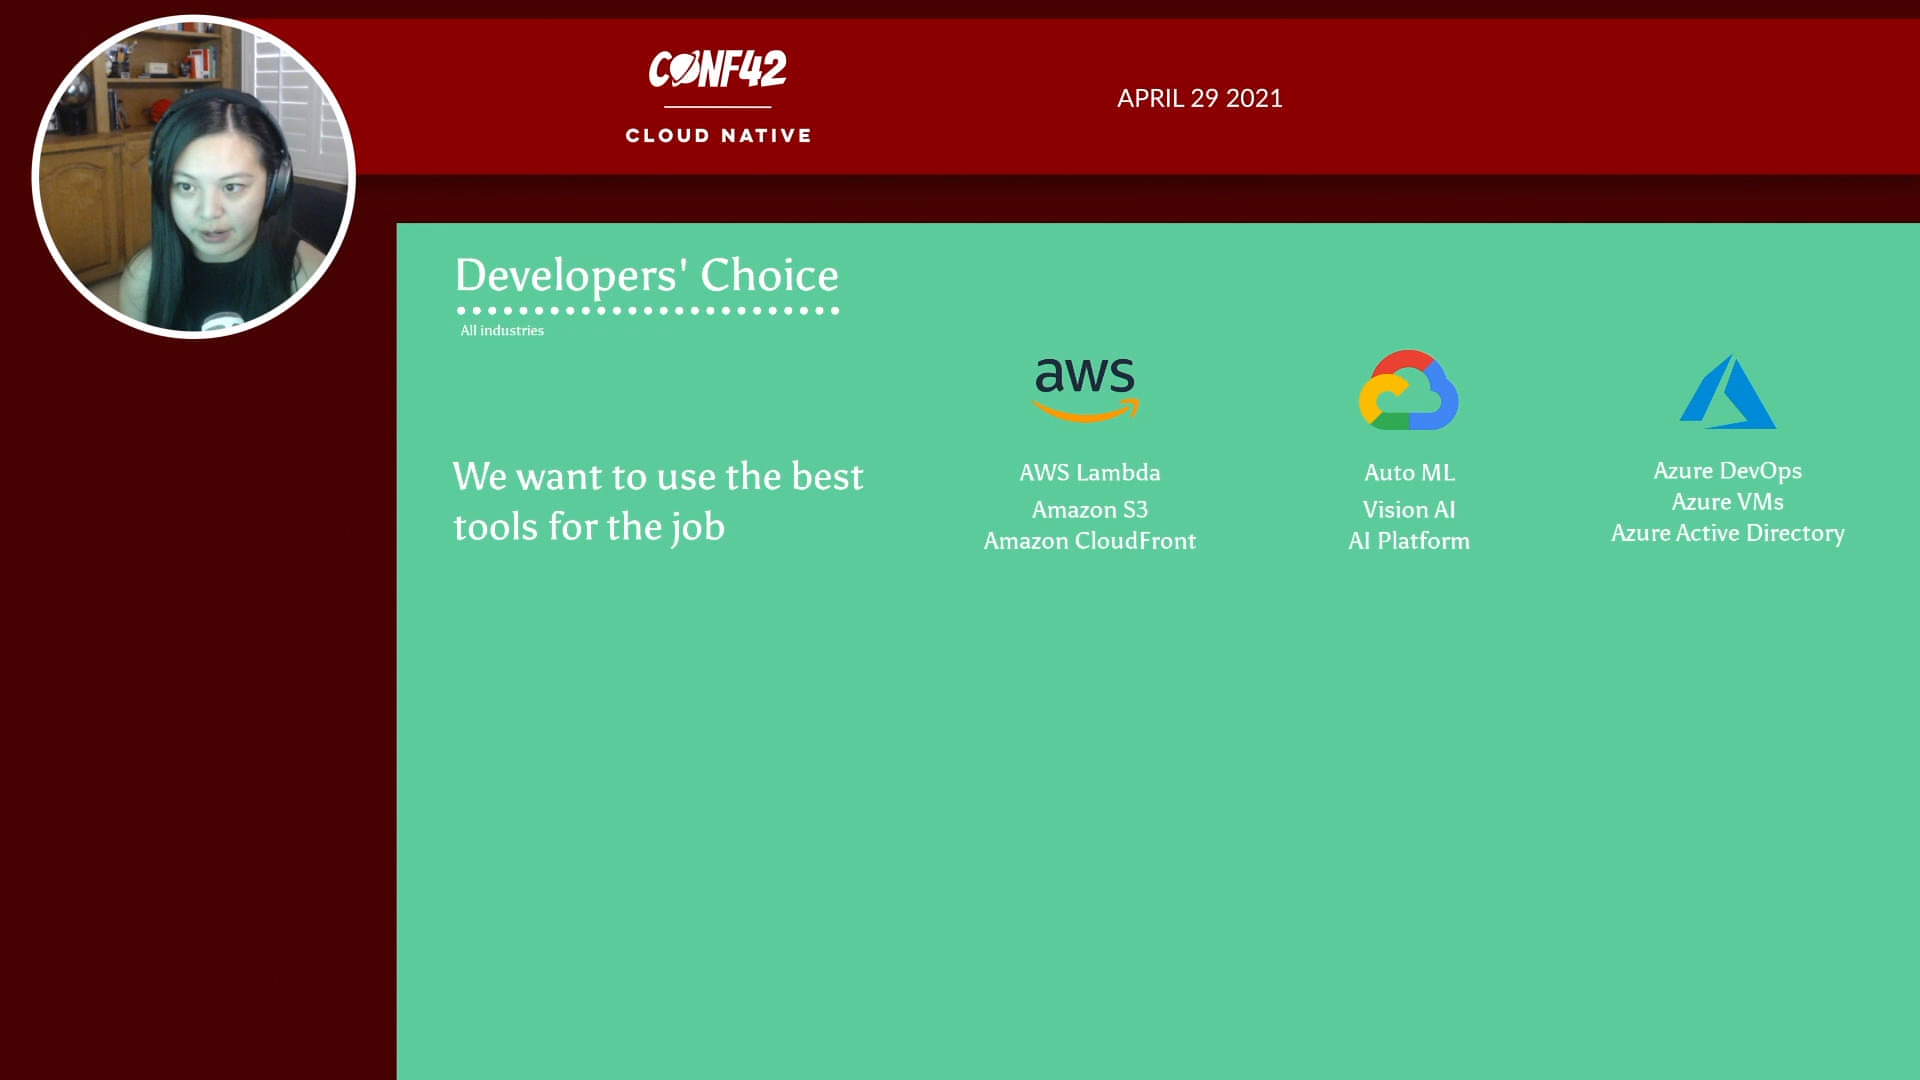 CONF42
CLOUD NATIVE
APRIL 29 2021
Developers' Choice
All industries
We want to use the best
tools for the job
aws
AWS Lambda
Amazon S3
Amazon CloudFront
Auto ML
Vision AI
AI Platform
Azure DevOps
Azure VMs
Azure Active Directory